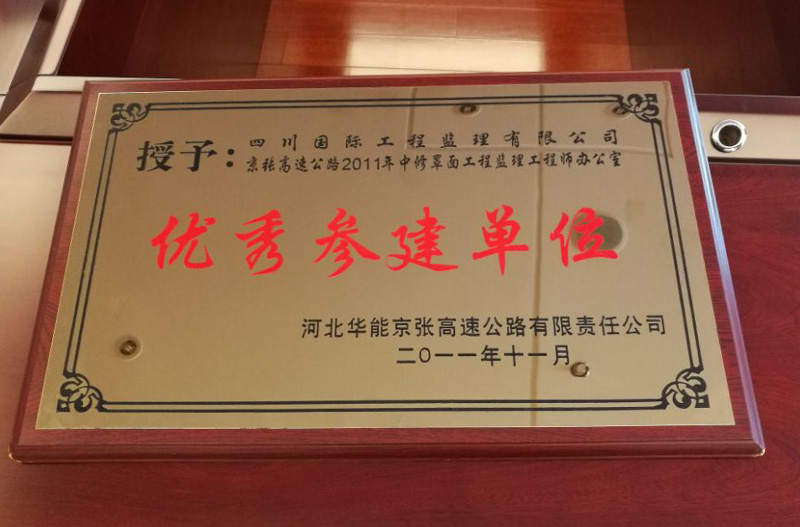 授予：四川国际工程监理有限公司
京张高速公路2011年中修罩面工程监理工程师办公室
优秀参建单位
河北华能京张高速公路有限责任公司
二〇一一年十一月